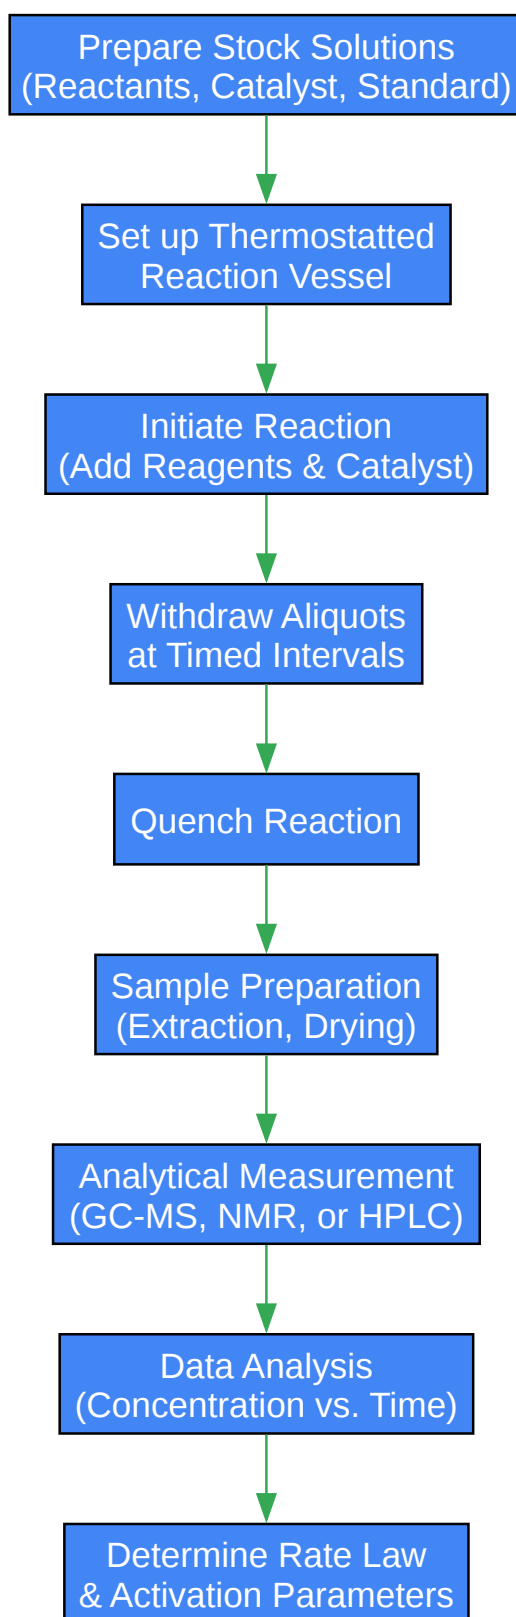 Prepare Stock Solutions
(Reactants, Catalyst, Standard)
Set up Thermostatted
Reaction Vessel
Initiate Reaction
(Add Reagents & Catalyst)
Withdraw Aliquots
at Timed Intervals
Quench Reaction
Sample Preparation
(Extraction, Drying)
Analytical Measurement
(GC-MS, NMR, or HPLC)
Data Analysis
(Concentration vs. Time)
Determine Rate Law
& Activation Parameters